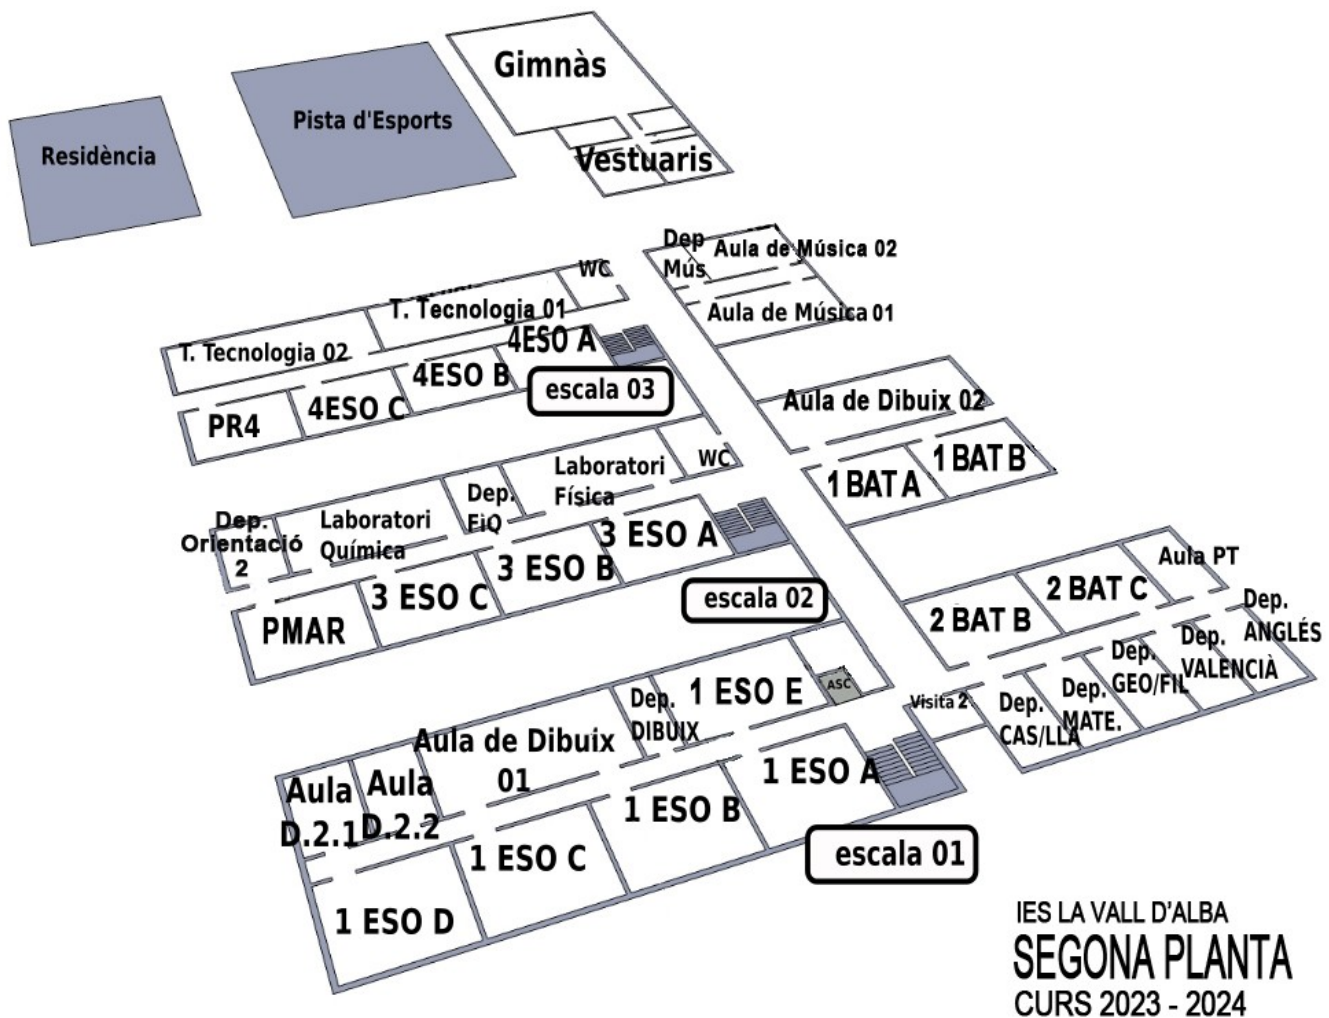 Gimnàs
Pista d'Esports
Residència
Vestuaris
Dep
Mús
Aula de Música 02
WC
T. Tecnologia 01
Aula de Música 01
T. Tecnologia 02
4ESO A
4ESO B
escala 03
4ESO C
PR4
Aula de Dibuix 02
1 BAT B
1 BAT A
WC
Laboratori
Física
Dep.
FiQ
Laboratori
Química
Dep.
Orientació
2
3 ESO A
3 ESO B
3 ESO C
PMAR
escala 02
Aula PT
2 BAT C
2 BAT B
Dep.
ANGLÉS
Dep.
VALENCIÀ
Dep.
GEO/FIL
Dep.
MATE.
Dep.
CAS/LLA
Visita 2
ASC
1 ESO E
Dep.
DIBUIX
Aula de Dibuix
01
Aula
D.2.2
Aula
D.2.1
1 ESO A
1 ESO B
1 ESO C
1 ESO D
escala 01
IES LA VALL D'ALBA
SEGONA PLANTA
CURS 2023 - 2024